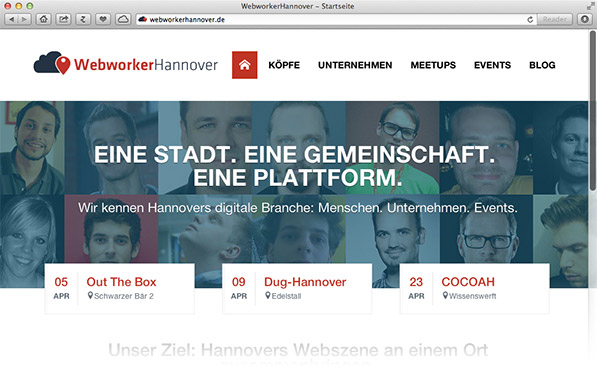 WebworkerHannover – Startseite
webworkerhannover.de
Reader
WebworkerHannover
KÖPFE UNTERNEHMEN MEETUPS EVENTS BLOG
EINE STADT. EINE GEMEINSCHAFT.
EINE PLATTFORM.
Wir kennen Hannovers digitale Branche: Menschen. Unternehmen. Events.
05 APR
Out The Box
Schwarzer Bär 2
09 APR
Dug-Hannover
Edelstall
23 APR
COCOAH
Wissenswerft
Unser Ziel: Hannovers Webszene an einem Ort